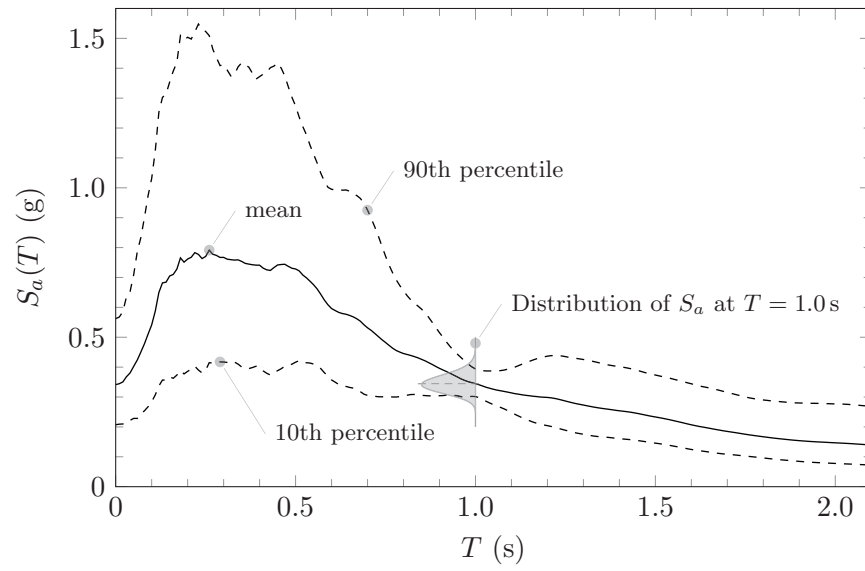 1.5
1.0
0.5
0
S_a(T) (g)
90th percentile
mean
Distribution of S_a at T = 1.0 s
10th percentile
0 0.5 1.0 1.5 2.0
T (s)